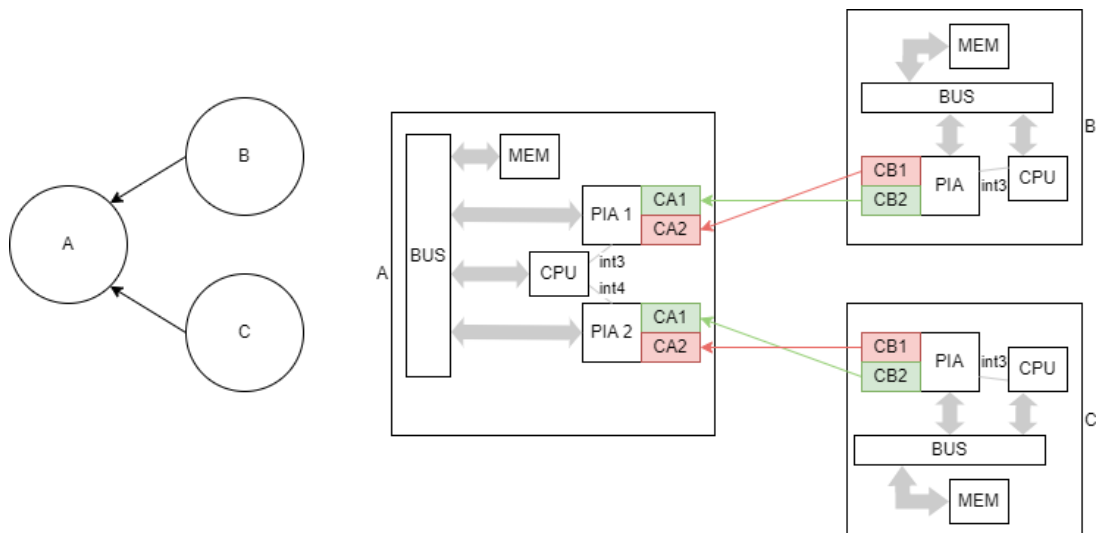 B
A
C
A
BUS
MEM
PIA 1
CA1
CA2
int3
CPU
int4
PIA 2
CA1
CA2
MEM
BUS
B
CB1
CB2
PIA
int3
CPU
CB1
CB2
PIA
int3
CPU
C
BUS
MEM